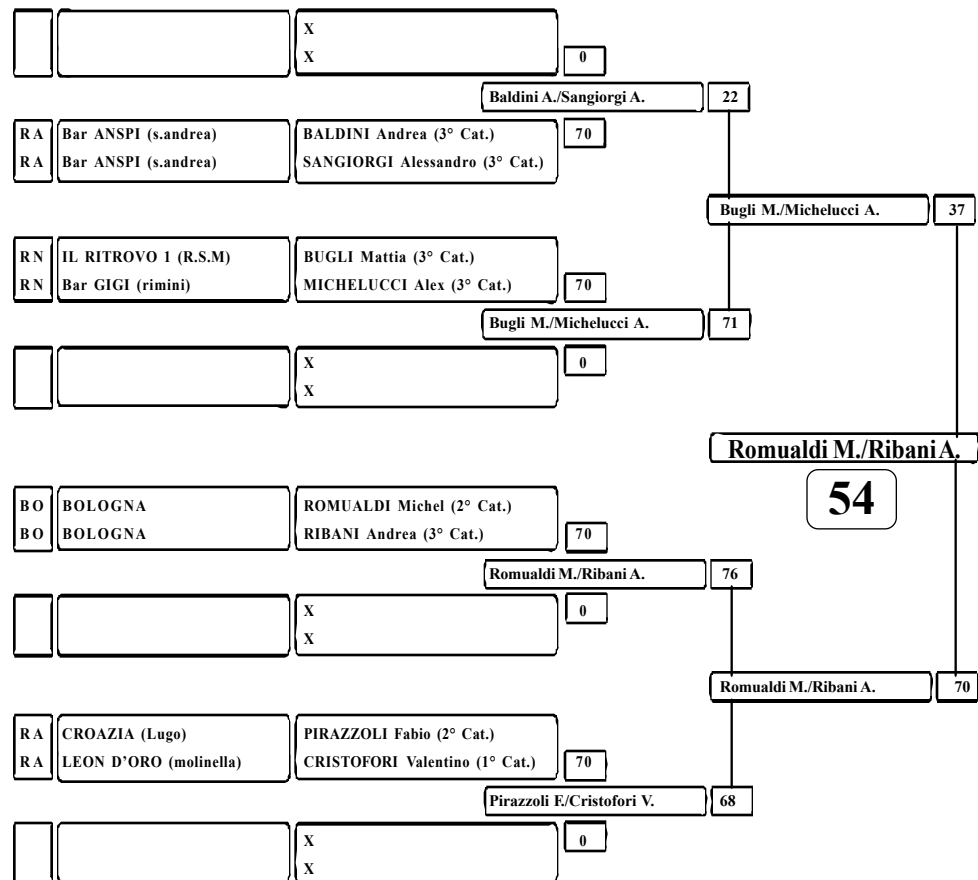 X
X
0
Baldini A./Sangiorgi A. 22
RA Bar ANSPI (s.andrea) BALDINI Andrea (3° Cat.) 70
RA Bar ANSPI (s.andrea) SANGIORGI Alessandro (3° Cat.)
Bugli M./Michelucci A. 37
RN IL RITROVO 1 (R.S.M) BUGLI Mattia (3° Cat.)
RN Bar GIGI (rimini) MICHELUCCI Alex (3° Cat.) 70
Bugli M./Michelucci A. 71
X 0
X
Romualdi M./Ribani A.
54
BO BOLOGNA ROMUALDI Michel (2° Cat.)
BO BOLOGNA RIBANI Andrea (3° Cat.) 70
Romualdi M./Ribani A. 76
X 0
X
Romualdi M./Ribani A. 70
RA CROAZIA (Lugo) PIRAZZOLI Fabio (2° Cat.)
RA LEON D'ORO (molinella) CRISTOFORI Valentino (1° Cat.) 70
Pirazzoli F./Cristofori V. 68
X 0
X